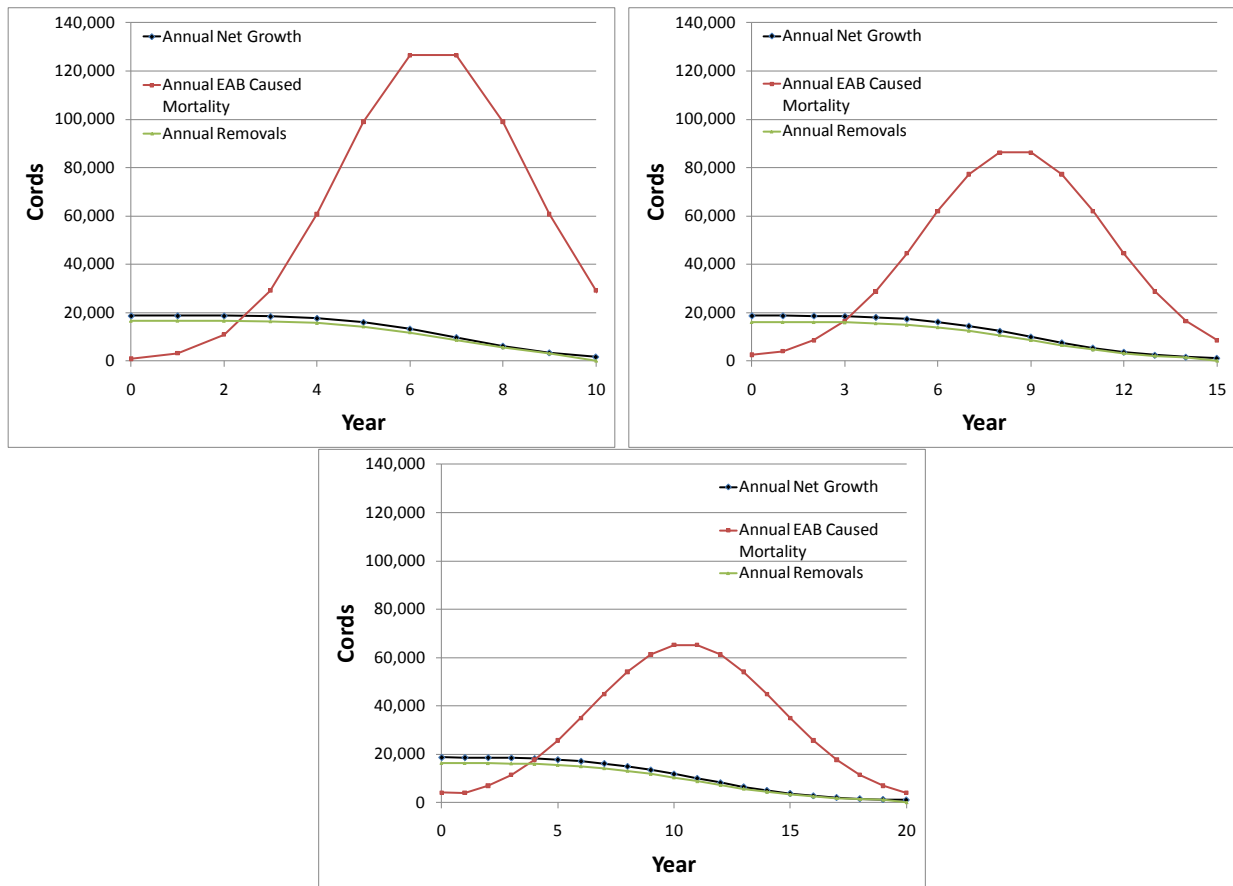 140,000
120,000
100,000
80,000
60,000
40,000
20,000
0
Cords
Annual Net Growth
Annual EAB Caused
Mortality
Annual Removals
0 2 4 6 8 10
Year
140,000
120,000
100,000
80,000
60,000
40,000
20,000
0
Cords
Annual Net Growth
Annual EAB Caused
Mortality
Annual Removals
0 3 6 9 12 15
Year
140,000
120,000
100,000
80,000
60,000
40,000
20,000
0
Cords
Annual Net Growth
Annual EAB Caused
Mortality
Annual Removals
0 5 10 15 20
Year